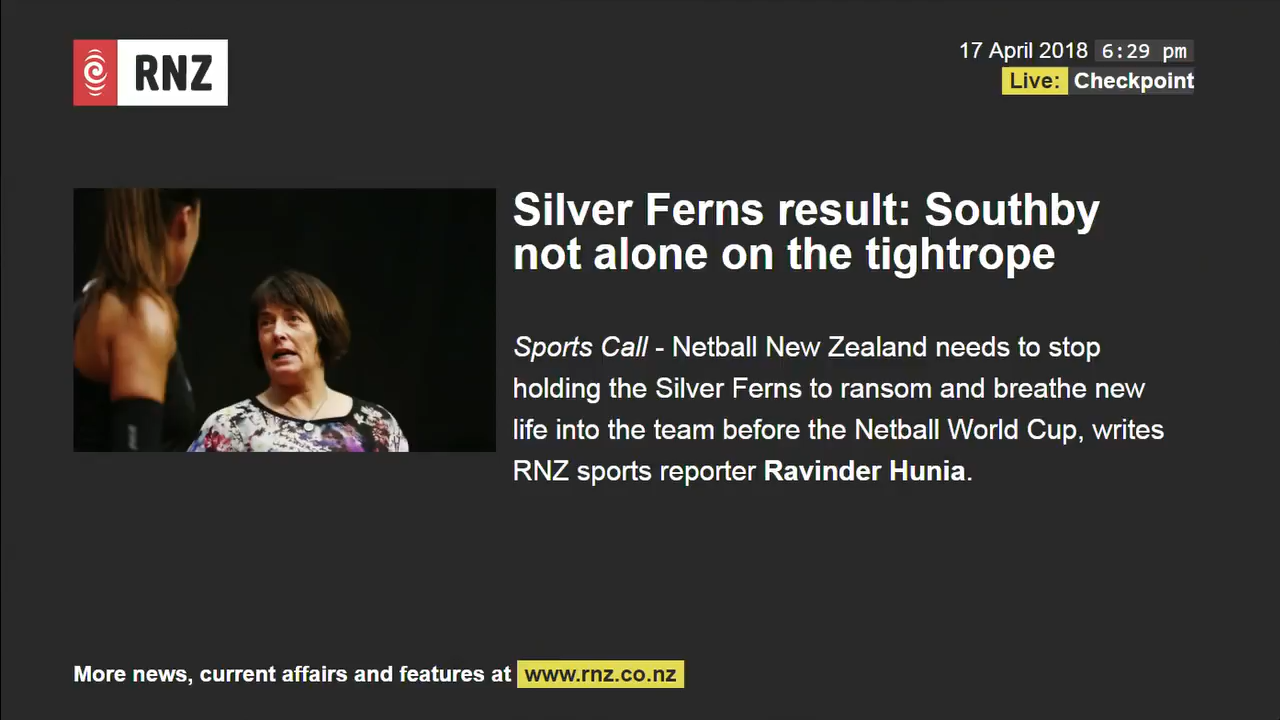 RNZ
17 April 2018 6:29 pm
Live: Checkpoint
Silver Ferns result: Southby
not alone on the tightrope
Sports Call - Netball New Zealand needs to stop
holding the Silver Ferns to ransom and breathe new
life into the team before the Netball World Cup, writes
RNZ sports reporter Ravinder Hunia.
More news, current affairs and features at www.rnz.co.nz